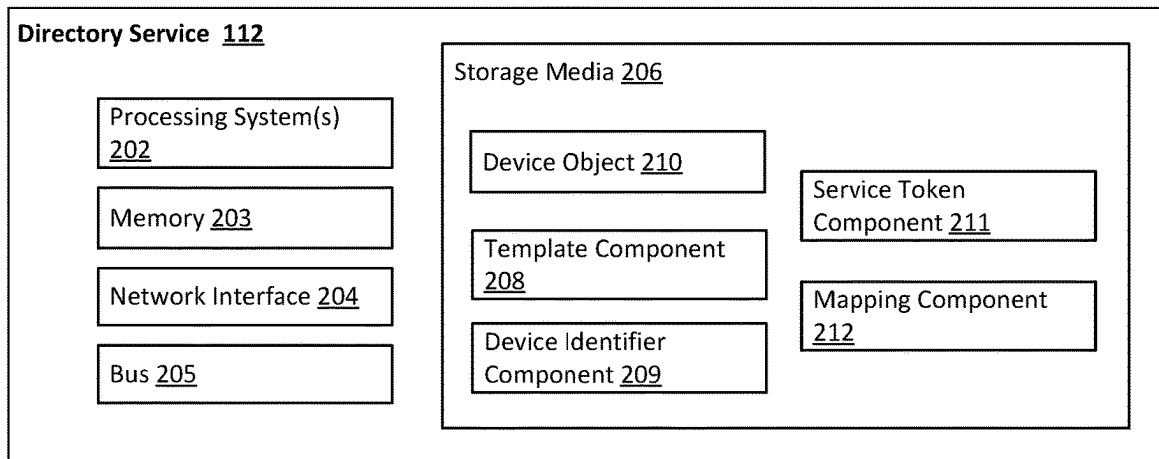 Directory Service 112
Processing System(s)
202
Memory 203
Network Interface 204
Bus 205
Storage Media 206
Device Object 210
Template Component
208
Device Identifier
Component 209
Service Token
Component 211
Mapping Component
212